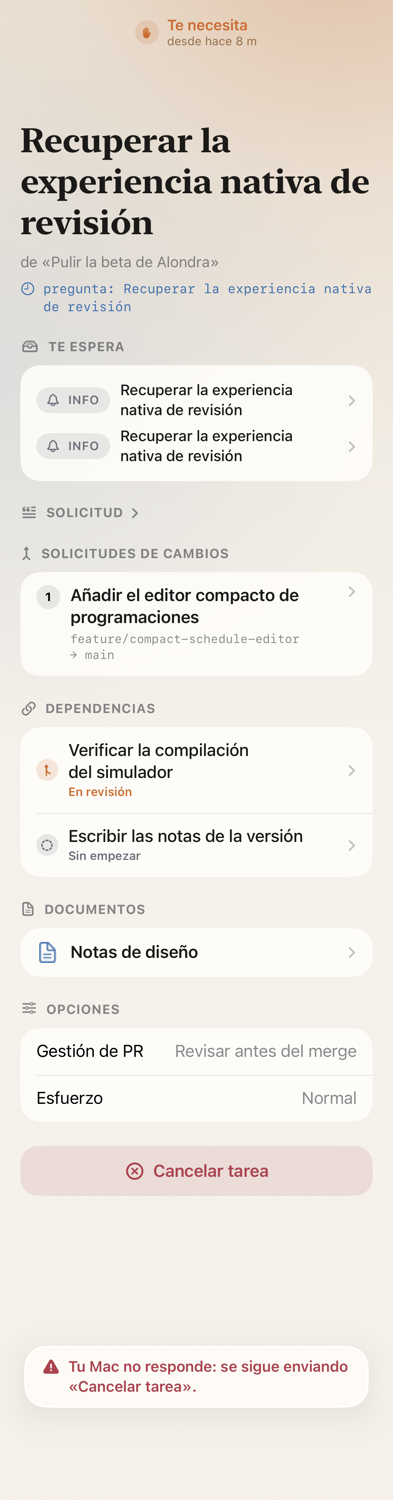 Te necesita
desde hace 8 m
Recuperar la
experiencia nativa de
revisión
de «Pulir la beta de Alondra»
pregunta: Recuperar la experiencia nativa
de revisión
TE ESPERA
INFO
Recuperar la experiencia
nativa de revisión
INFO
Recuperar la experiencia
nativa de revisión
SOLICITUD
SOLICITUDES DE CAMBIOS
1
Añadir el editor compacto de
programaciones
feature/compact-schedule-editor
→ main
DEPENDENCIAS
Verificar la compilación
del simulador
En revisión
Escribir las notas de la versión
Sin empezar
DOCUMENTOS
Notas de diseño
OPCIONES
Gestión de PR Revisar antes del merge
Esfuerzo Normal
Cancelar tarea
Tu Mac no responde: se sigue enviando
«Cancelar tarea».